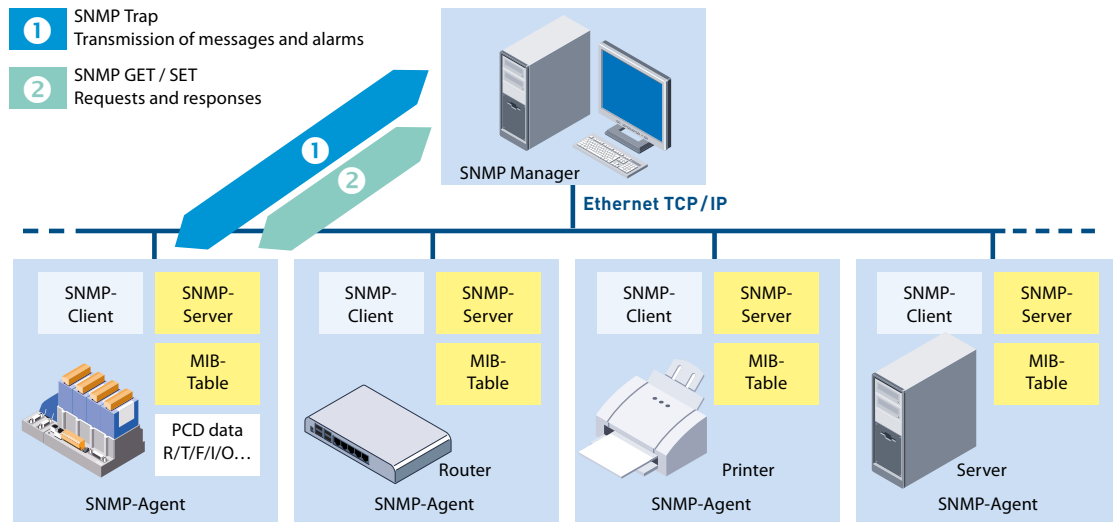 1
SNMP Trap
Transmission of messages and alarms
2
SNMP GET / SET
Requests and responses
1
2
SNMP Manager
Ethernet TCP/IP
SNMP-
Client
SNMP-
Server
MIB-
Table
PCD data
R/T/F/I/O...
SNMP-Agent
SNMP-
Client
SNMP-
Server
MIB-
Table
Router
SNMP-Agent
SNMP-
Client
SNMP-
Server
MIB-
Table
Printer
SNMP-Agent
SNMP-
Client
SNMP-
Server
MIB-
Table
Server
SNMP-Agent